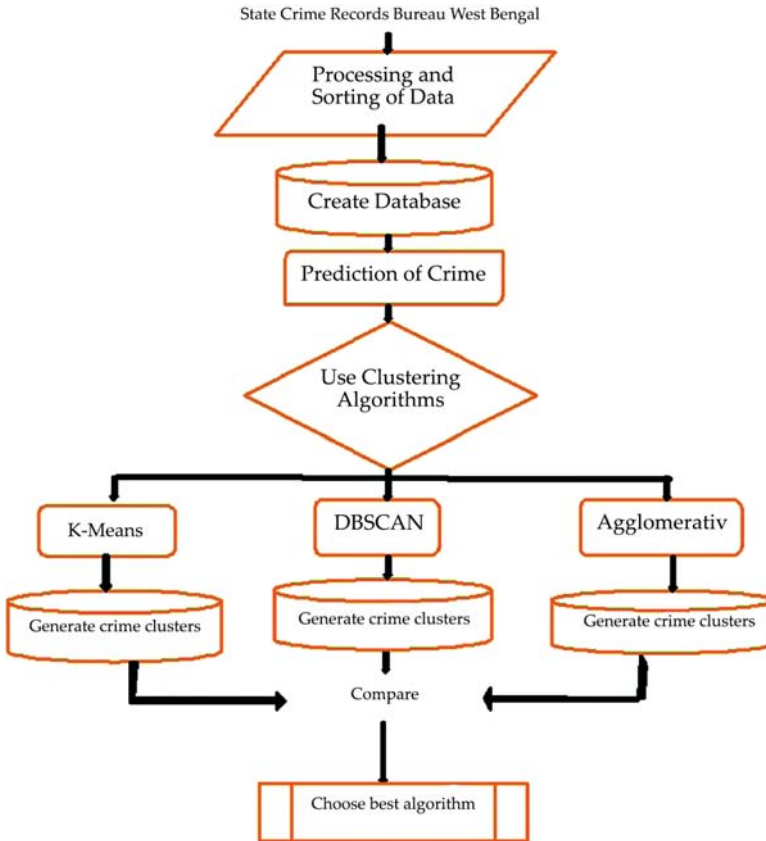 State Crime Records Bureau West Bengal
Processing and
Sorting of Data
Create Database
Prediction of Crime
Use Clustering
Algorithms
K-Means
DBSCAN
Agglomerativ
Generate crime clusters
Generate crime clusters
Generate crime clusters
Compare
Choose best algorithm